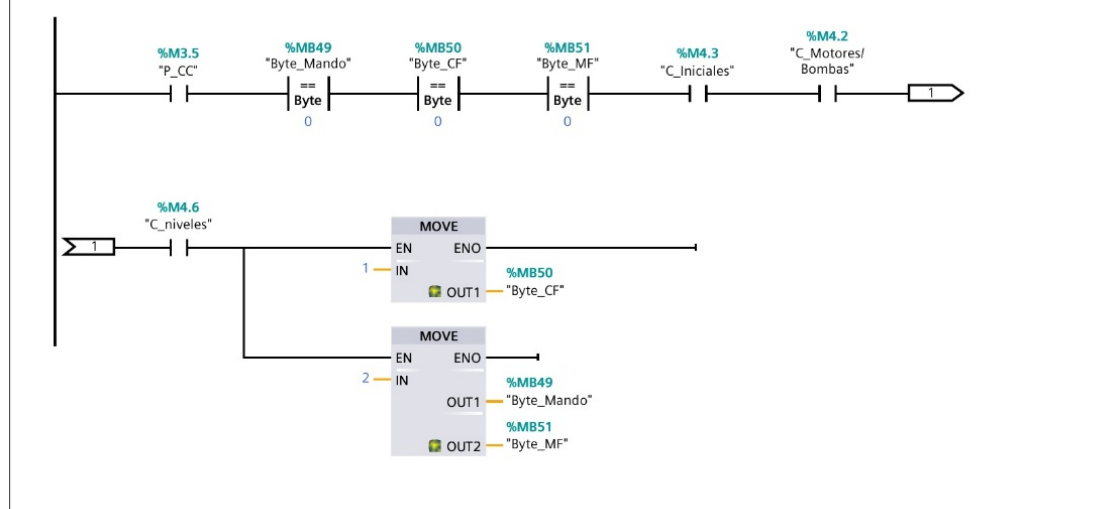 %M3.5
"P_CC"
%MB49
"Byte_Mando"
==
Byte
0
%MB50
"Byte_CF"
==
Byte
0
%MB51
"Byte_MF"
==
Byte
0
%M4.3
"C_Iniciales"
%M4.2
"C_Motores/
Bombas"
1
1
%M4.6
"C_niveles"
MOVE
EN ENO
1 IN
OUT1
%MB50
"Byte_CF"
MOVE
EN ENO
2 IN
OUT1
%MB49
"Byte_Mando"
OUT2
%MB51
"Byte_MF"